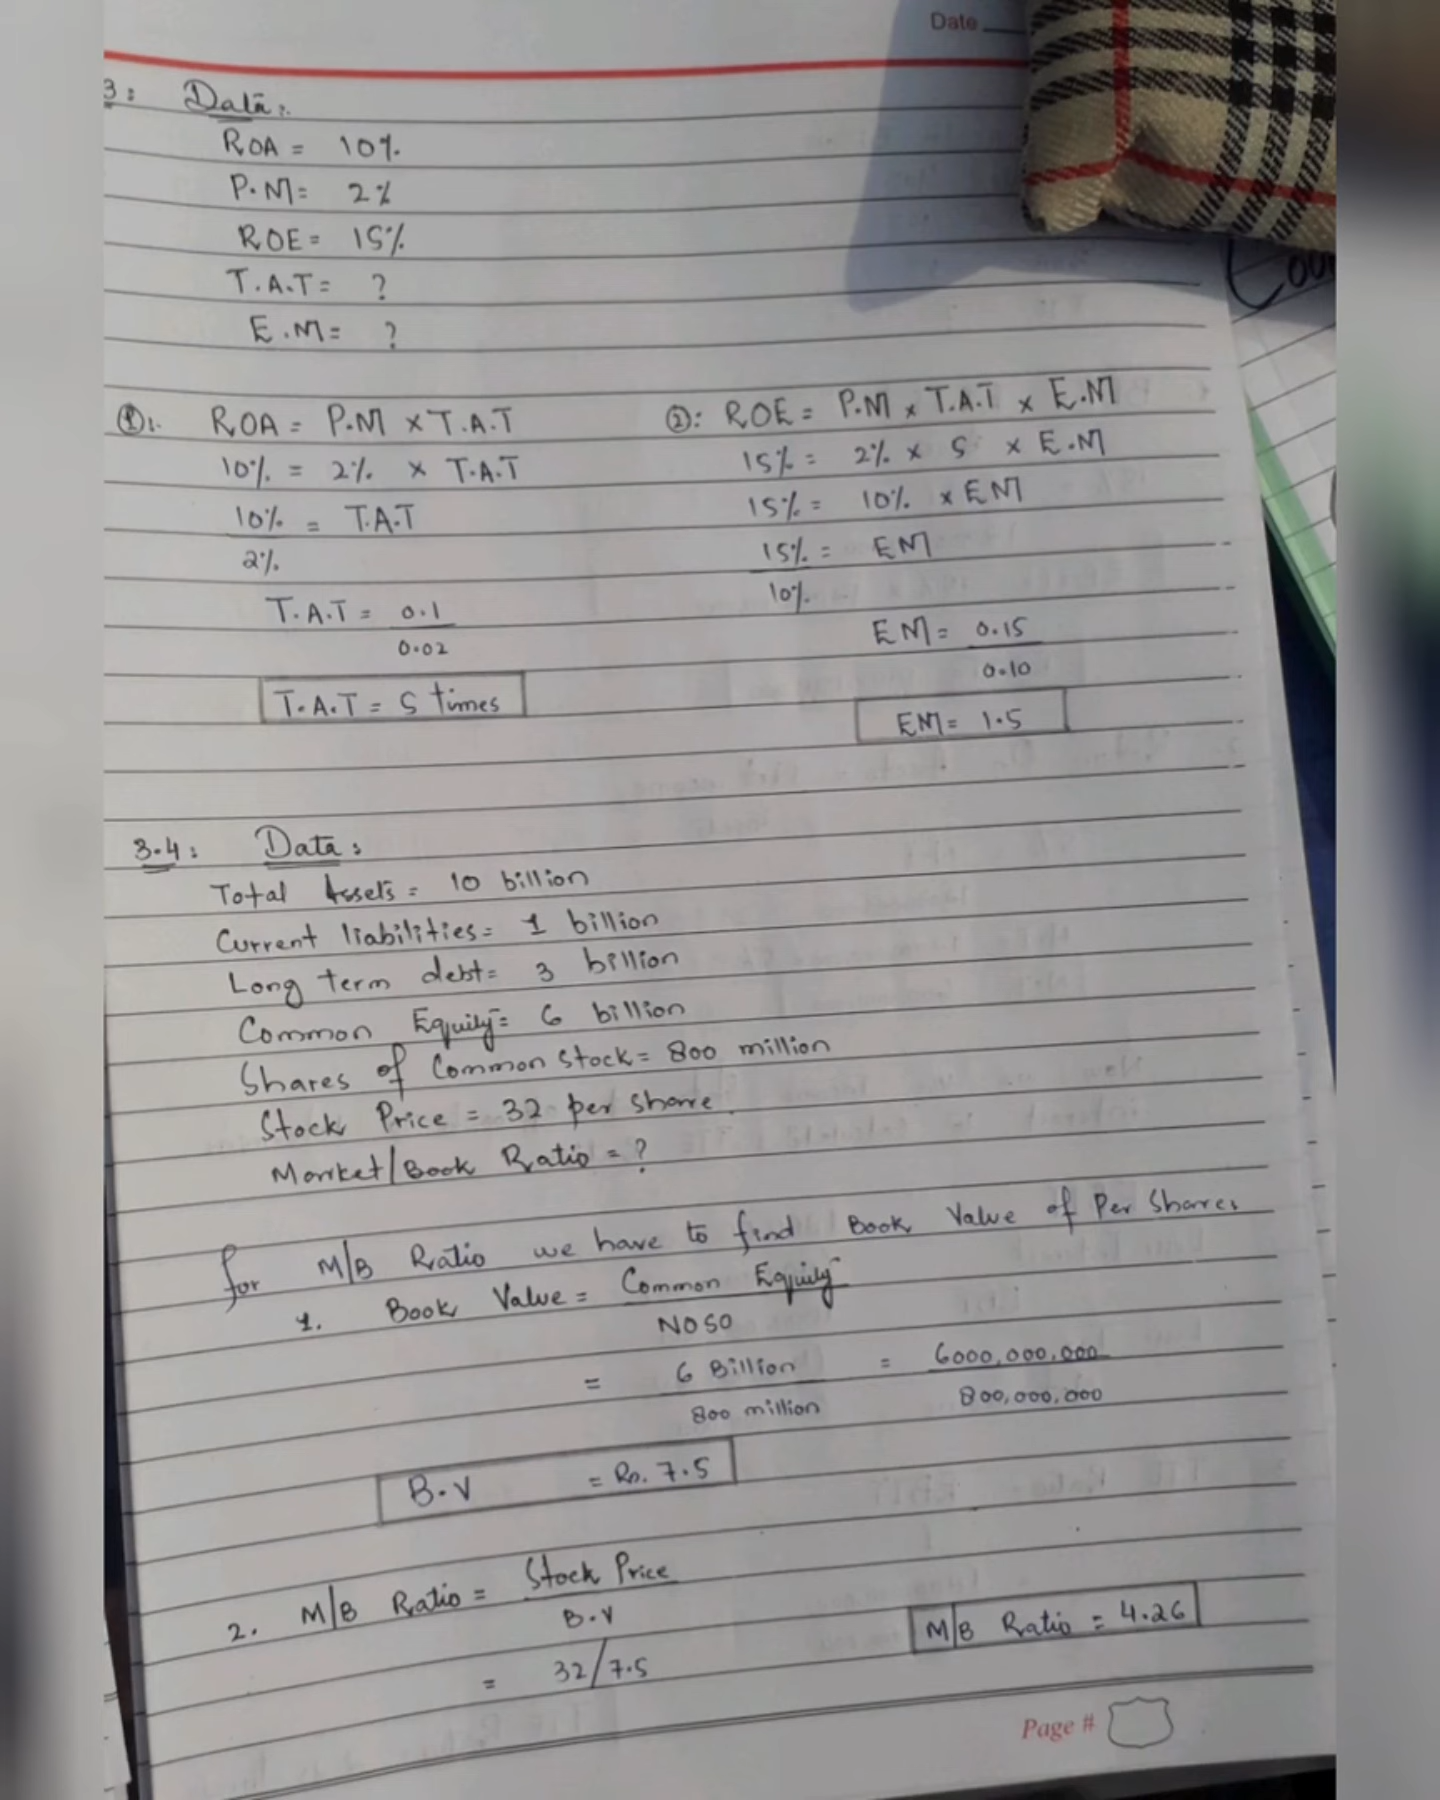 Date
3: Data:
ROA = 10%
P.M = 2%
ROE = 15%
T.A.T = ?
E.M = ?
①: ROA = P.M × T.A.T
10% = 2% × T.A.T
10% = T.A.T
2%
T.A.T = 0.1
0.02
T.A.T = 5 times
②: ROE = P.M × T.A.T × E.M
15% = 2% × 5 × E.M
15% = 10% × EM
15% = EM
10%
EM = 0.15
0.10
EM = 1.5
3.4: Data:
Total Assets = 10 billion
Current liabilities = 1 billion
Long term debt = 3 billion
Common Equity = 6 billion
Shares of Common Stock = 800 million
Stock Price = 32 per share
Market/Book Ratio = ?
for M/B Ratio we have to find Book Value of Per Shares
1. Book Value = Common Equity
NOSO
= 6 Billion = 6000,000,000
800 million 800,000,000
B.V = Rs. 7.5
2. M/B Ratio = Stock Price
B.V
= 32/7.5
M/B Ratio = 4.26
Page #